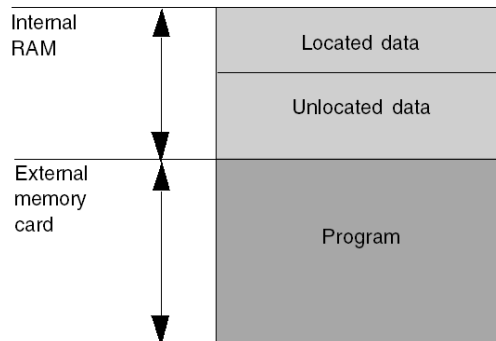 Internal
RAM
Located data
Unlocated data
External
memory
card
Program